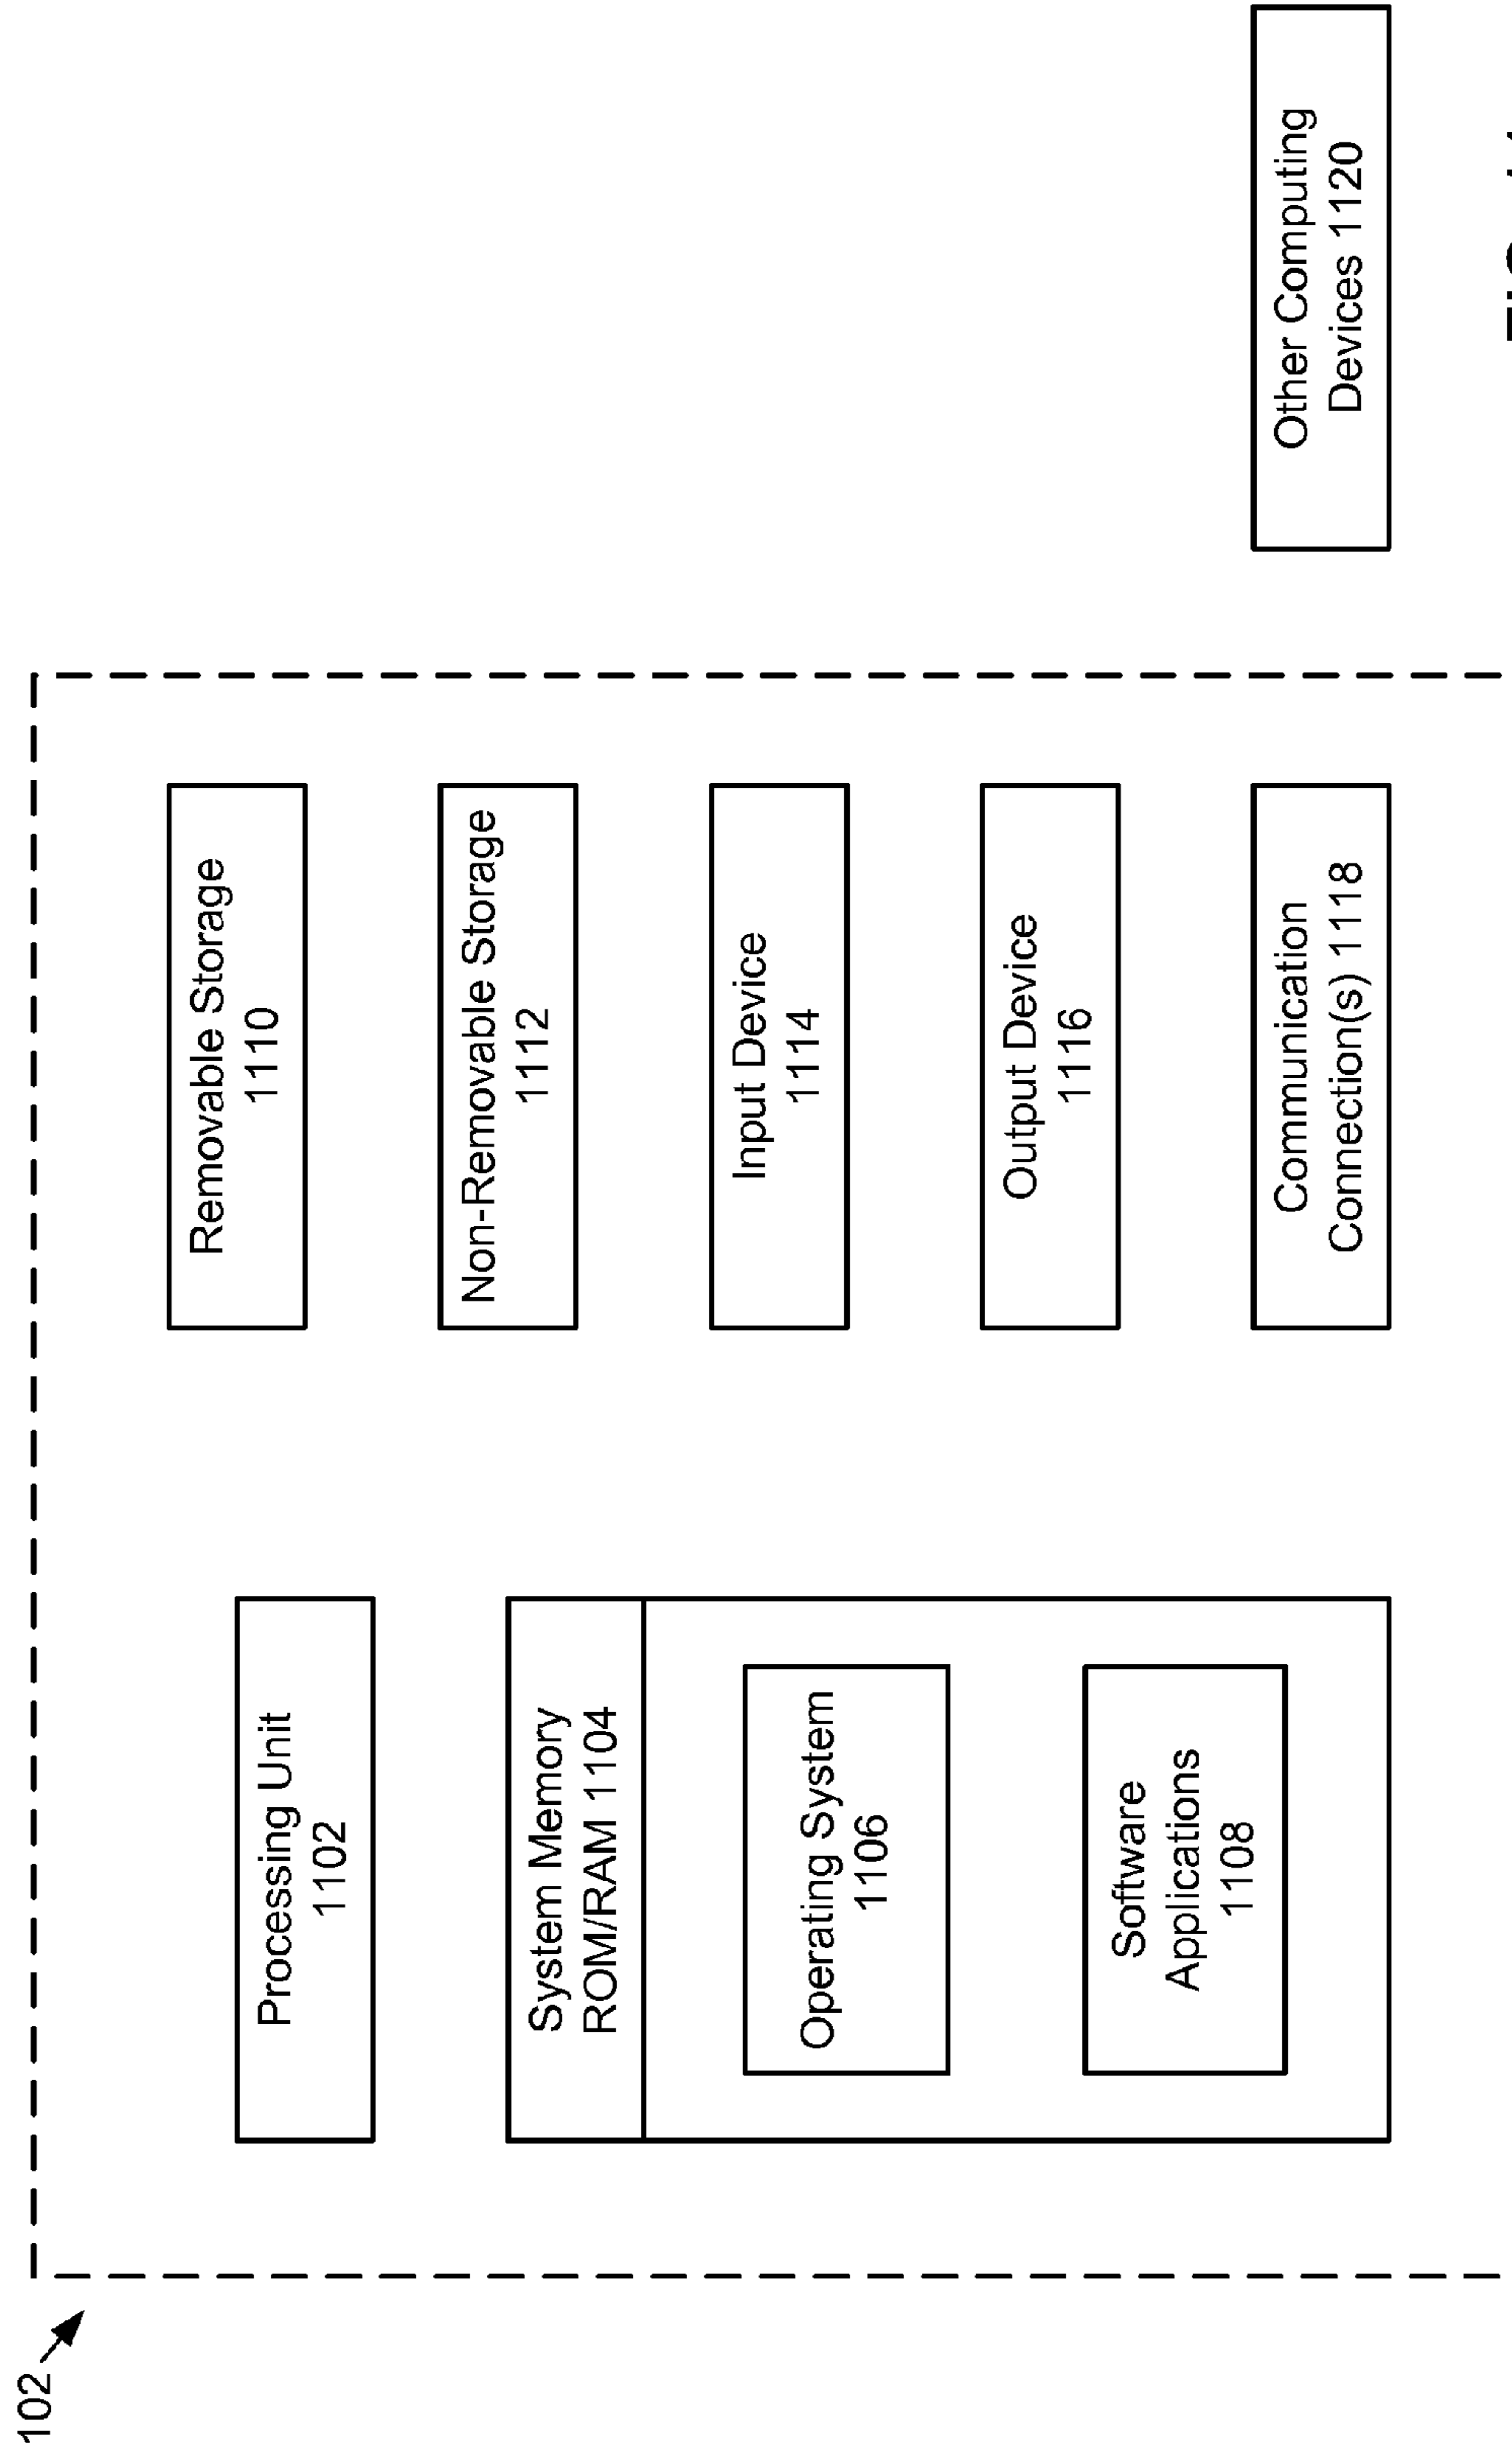 102
Processing Unit
1102
System Memory
ROM/RAM 1104
Operating System
1106
Software
Applications
1108
Removable Storage
1110
Non-Removable Storage
1112
Input Device
1114
Output Device
1116
Communication
Connection(s) 1118
Other Computing
Devices 1120